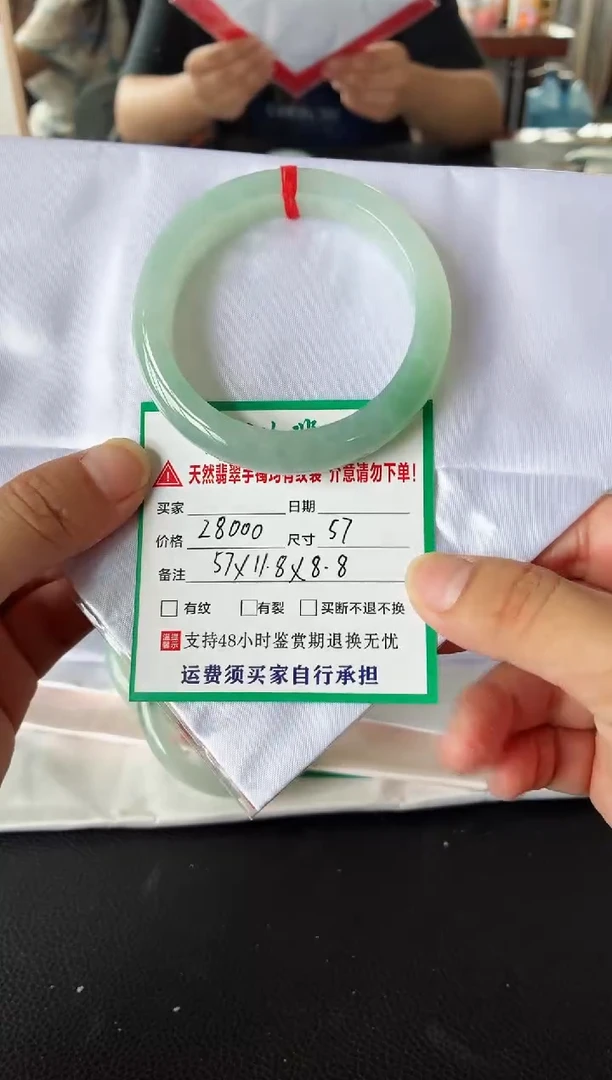 天然翡翠手镯均有纹裂 介意请勿下单!
买家 日期
价格 28000 尺寸 57
备注 57X11.8X8.8
有纹 有裂 买断不退不换
温馨提示 支持48小时鉴赏期退换无忧
运费须买家自行承担